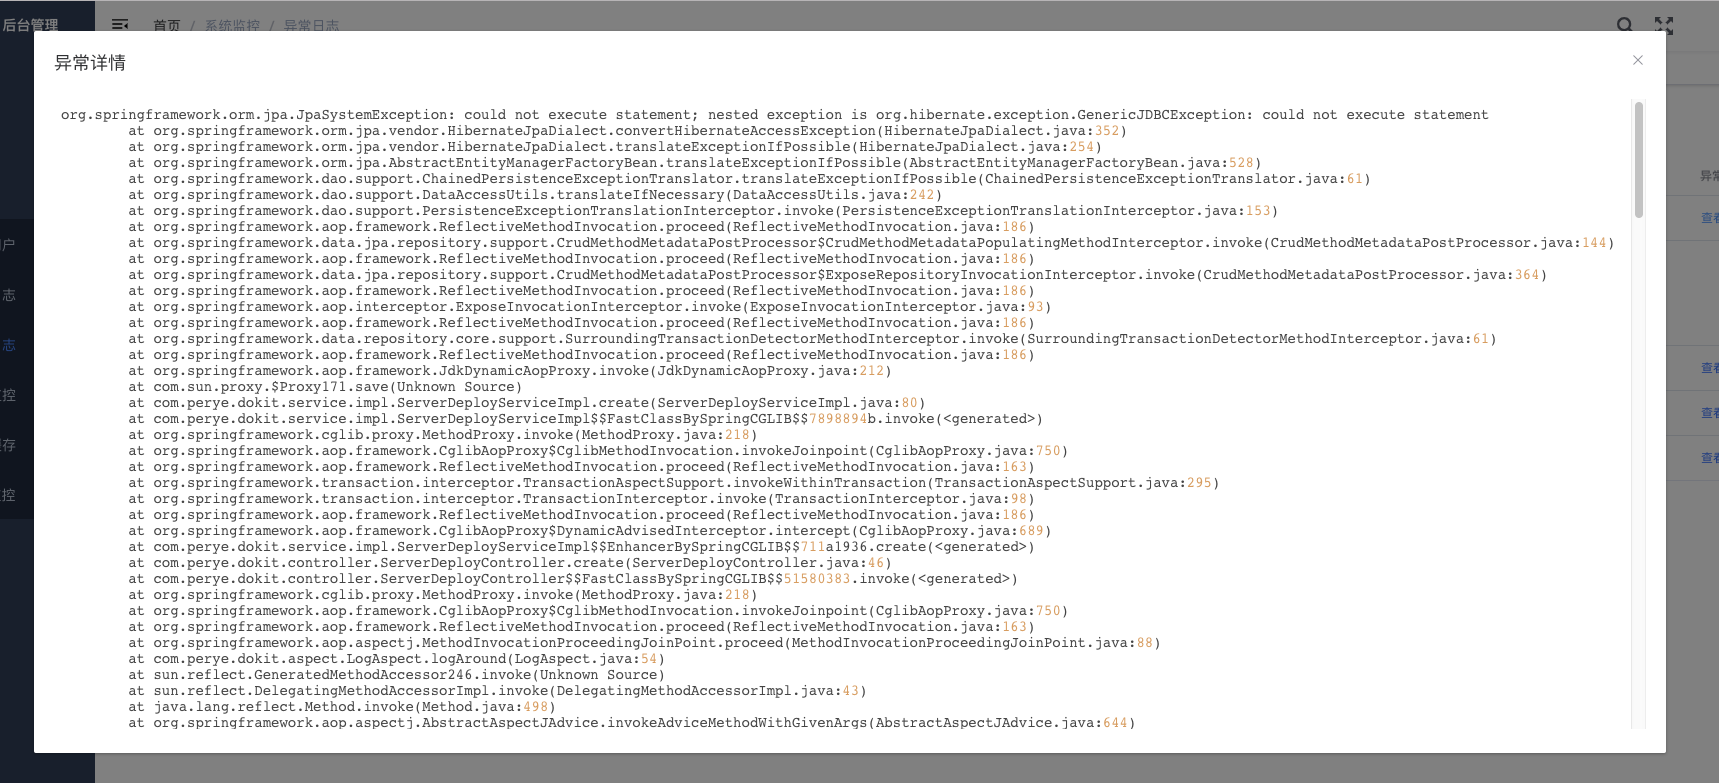 后台管理
首页 / 系统监控 / 异常日志
异常详情
org.springframework.orm.jpa.JpaSystemException: could not execute statement; nested exception is org.hibernate.exception.GenericJDBCException: could not execute statement
at org.springframework.orm.jpa.vendor.HibernateJpaDialect.convertHibernateAccessException(HibernateJpaDialect.java:352)
at org.springframework.orm.jpa.vendor.HibernateJpaDialect.translateExceptionIfPossible(HibernateJpaDialect.java:254)
at org.springframework.orm.jpa.AbstractEntityManagerFactoryBean.translateExceptionIfPossible(AbstractEntityManagerFactoryBean.java:528)
at org.springframework.dao.support.ChainedPersistenceExceptionTranslator.translateExceptionIfPossible(ChainedPersistenceExceptionTranslator.java:61)
at org.springframework.dao.support.DataAccessUtils.translateIfNecessary(DataAccessUtils.java:242)
at org.springframework.dao.support.PersistenceExceptionTranslationInterceptor.invoke(PersistenceExceptionTranslationInterceptor.java:153)
at org.springframework.aop.framework.ReflectiveMethodInvocation.proceed(ReflectiveMethodInvocation.java:186)
at org.springframework.data.jpa.repository.support.CrudMethodMetadataPostProcessor$CrudMethodMetadataPopulatingMethodInterceptor.invoke(CrudMethodMetadataPostProcessor.java:144)
at org.springframework.aop.framework.ReflectiveMethodInvocation.proceed(ReflectiveMethodInvocation.java:186)
at org.springframework.data.jpa.repository.support.CrudMethodMetadataPostProcessor$ExposeRepositoryInvocationInterceptor.invoke(CrudMethodMetadataPostProcessor.java:364)
at org.springframework.aop.framework.ReflectiveMethodInvocation.proceed(ReflectiveMethodInvocation.java:186)
at org.springframework.aop.interceptor.ExposeInvocationInterceptor.invoke(ExposeInvocationInterceptor.java:93)
at org.springframework.aop.framework.ReflectiveMethodInvocation.proceed(ReflectiveMethodInvocation.java:186)
at org.springframework.data.repository.core.support.SurroundingTransactionDetectorMethodInterceptor.invoke(SurroundingTransactionDetectorMethodInterceptor.java:61)
at org.springframework.aop.framework.ReflectiveMethodInvocation.proceed(ReflectiveMethodInvocation.java:186)
at org.springframework.aop.framework.JdkDynamicAopProxy.invoke(JdkDynamicAopProxy.java:212)
at com.sun.proxy.$Proxy171.save(Unknown Source)
at com.perye.dokit.service.impl.ServerDeployServiceImpl.create(ServerDeployServiceImpl.java:80)
at com.perye.dokit.service.impl.ServerDeployServiceImpl$$FastClassBySpringCGLIB$$7898894b.invoke(<generated>)
at org.springframework.cglib.proxy.MethodProxy.invoke(MethodProxy.java:218)
at org.springframework.aop.framework.CglibAopProxy$CglibMethodInvocation.invokeJoinpoint(CglibAopProxy.java:750)
at org.springframework.aop.framework.ReflectiveMethodInvocation.proceed(ReflectiveMethodInvocation.java:163)
at org.springframework.transaction.interceptor.TransactionAspectSupport.invokeWithinTransaction(TransactionAspectSupport.java:295)
at org.springframework.transaction.interceptor.TransactionInterceptor.invoke(TransactionInterceptor.java:98)
at org.springframework.aop.framework.ReflectiveMethodInvocation.proceed(ReflectiveMethodInvocation.java:186)
at org.springframework.aop.framework.CglibAopProxy$DynamicAdvisedInterceptor.intercept(CglibAopProxy.java:689)
at com.perye.dokit.service.impl.ServerDeployServiceImpl$$EnhancerBySpringCGLIB$$711a1936.create(<generated>)
at com.perye.dokit.controller.ServerDeployController.create(ServerDeployController.java:46)
at com.perye.dokit.controller.ServerDeployController$$FastClassBySpringCGLIB$$51580383.invoke(<generated>)
at org.springframework.cglib.proxy.MethodProxy.invoke(MethodProxy.java:218)
at org.springframework.aop.framework.CglibAopProxy$CglibMethodInvocation.invokeJoinpoint(CglibAopProxy.java:750)
at org.springframework.aop.framework.ReflectiveMethodInvocation.proceed(ReflectiveMethodInvocation.java:163)
at org.springframework.aop.aspectj.MethodInvocationProceedingJoinPoint.proceed(MethodInvocationProceedingJoinPoint.java:88)
at com.perye.dokit.aspect.LogAspect.logAround(LogAspect.java:54)
at sun.reflect.GeneratedMethodAccessor246.invoke(Unknown Source)
at sun.reflect.DelegatingMethodAccessorImpl.invoke(DelegatingMethodAccessorImpl.java:43)
at java.lang.reflect.Method.invoke(Method.java:498)
at org.springframework.aop.aspectj.AbstractAspectJAdvice.invokeAdviceMethodWithGivenArgs(AbstractAspectJAdvice.java:644)
户
志
志
控
存
控
异常
查看
查看
查看
查看